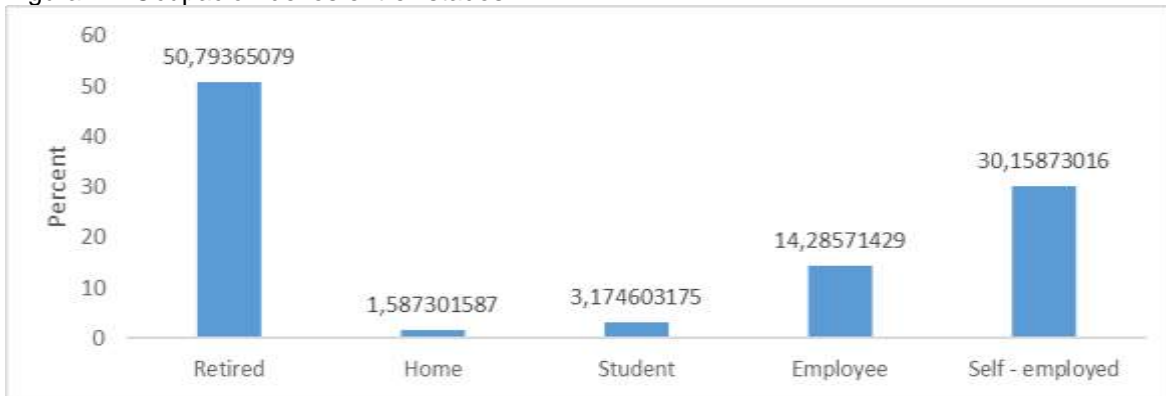 60
50,79365079
50
40
30,15873016
30
Percent
20
14,28571429
10
1,587301587
3,174603175
0
Retired
Home
Student
Employee
Self - employed